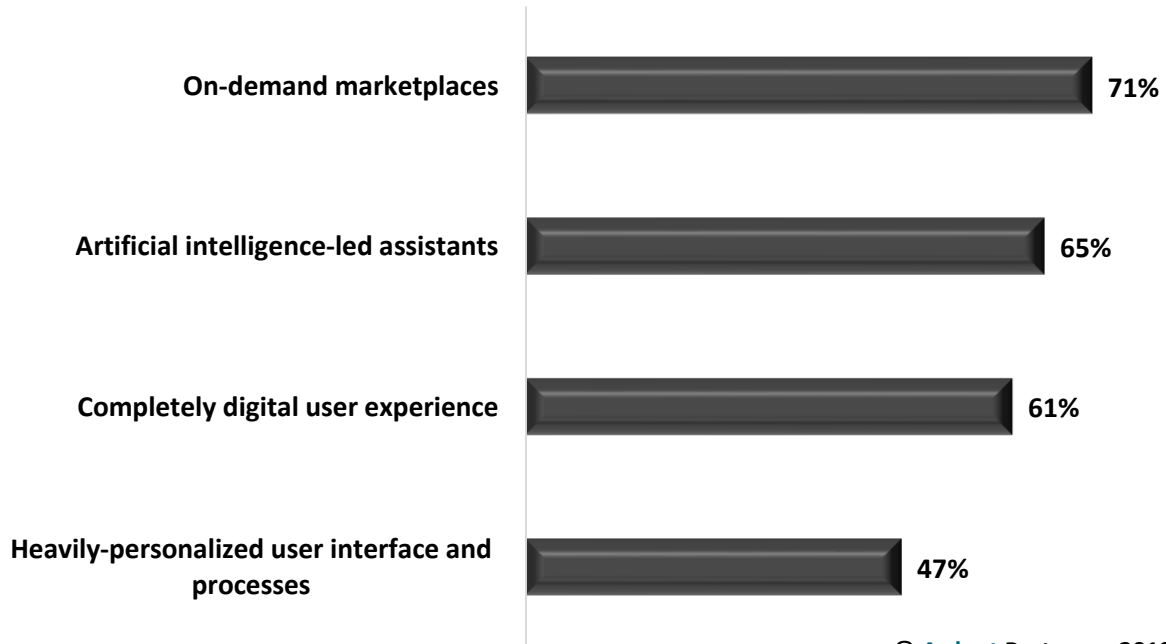 On-demand marketplaces 71%
Artificial intelligence-led assistants 65%
Completely digital user experience 61%
Heavily-personalized user interface and
processes 47%